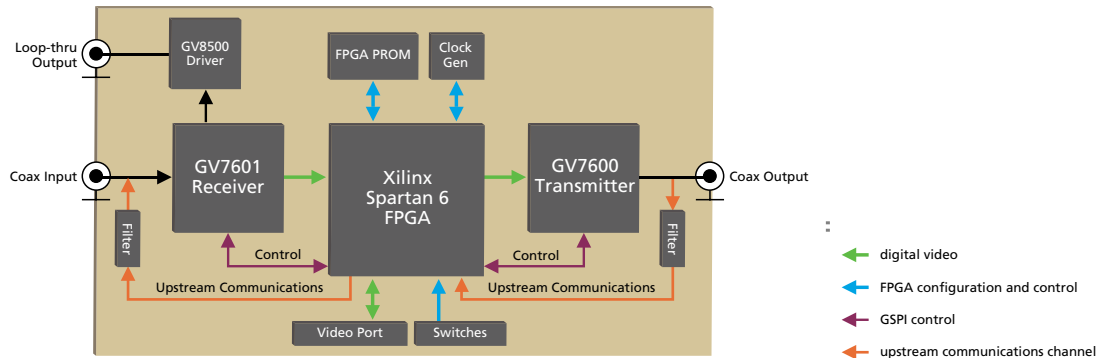 Loop-thru
Output
GV8500
Driver
FPGA PROM
Clock
Gen
Coax Input
GV7601
Receiver
Xilinx
Spartan 6
FPGA
GV7600
Transmitter
Coax Output
Filter
Control
Control
Filter
Upstream Communications
Upstream Communications
Video Port
Switches
digital video
FPGA configuration and control
GSPI control
upstream communications channel